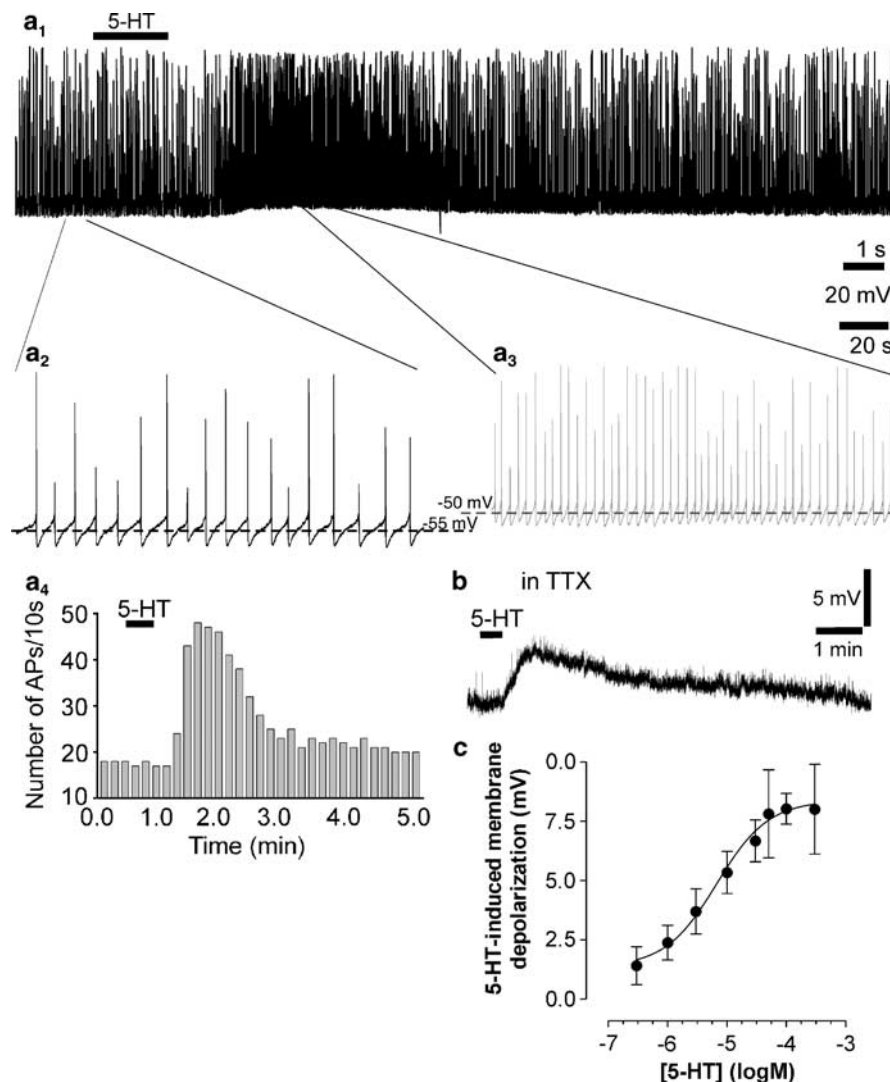 a1
5-HT
1 s
20 mV
20 s
a2
a3
-50 mV
-55 mV
a4
5-HT
Number of APs/10s
50
40
30
20
10
0.0 1.0 2.0 3.0 4.0 5.0
Time (min)
b in TTX
5-HT
5 mV
1 min
c
5-HT-induced membrane
depolarization (mV)
0.0
7.5
5.0
2.5
0.0
-7 -6 -5 -4 -3
[5-HT] (logM)